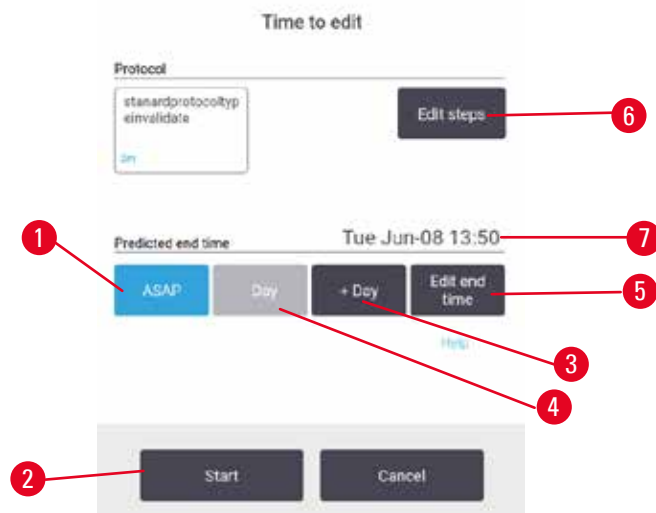 Time to edit
Protocol
stanardprotocoltyp
einvalidate
Edit steps
6
1
Predicted end time
Tue Jun-08 13:50
7
ASAP
Day
+ Day
Edit end
time
5
Help
3
4
2
Start
Cancel